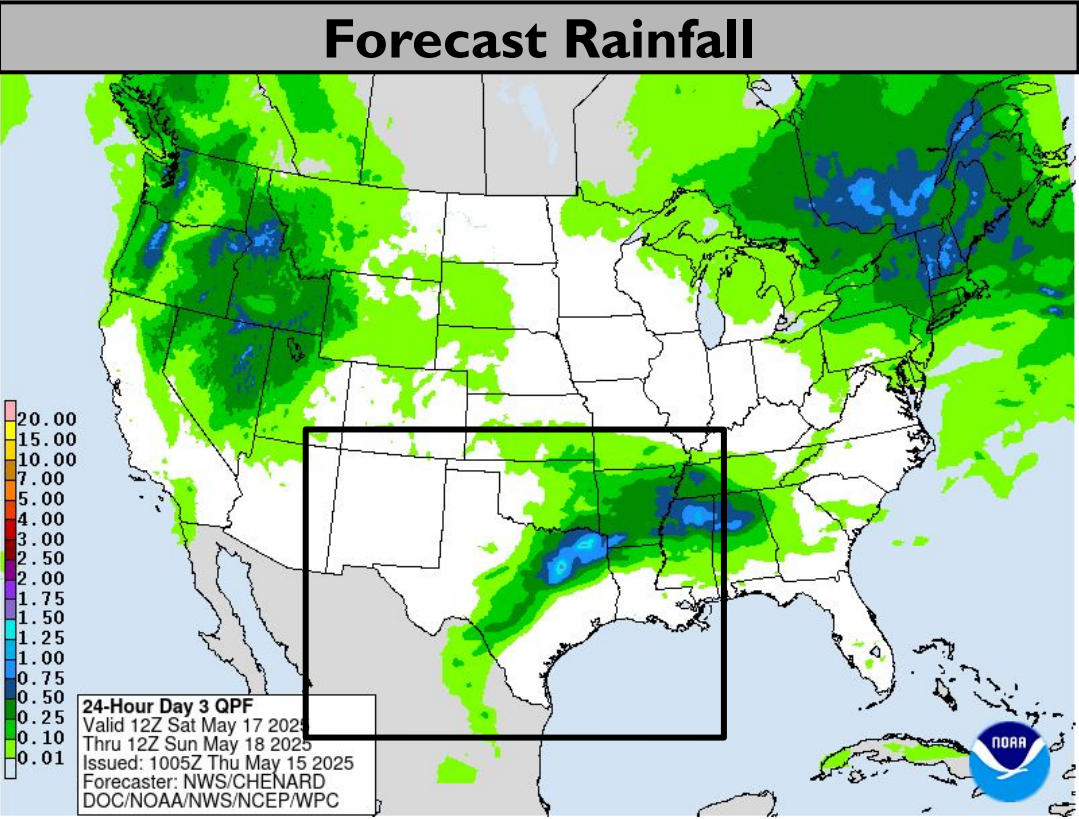 Forecast Rainfall
20.00
15.00
10.00
7.00
5.00
4.00
3.00
2.50
2.00
1.75
1.50
1.25
1.00
0.75
0.50
0.25
0.10
0.01
24-Hour Day 3 QPF
Valid 12Z Sat May 17 2025
Thru 12Z Sun May 18 2025
Issued: 1005Z Thu May 15 2025
Forecaster: NWS/CHENARD
DOC/NOAA/NWS/NCEP/WPC
NOAA